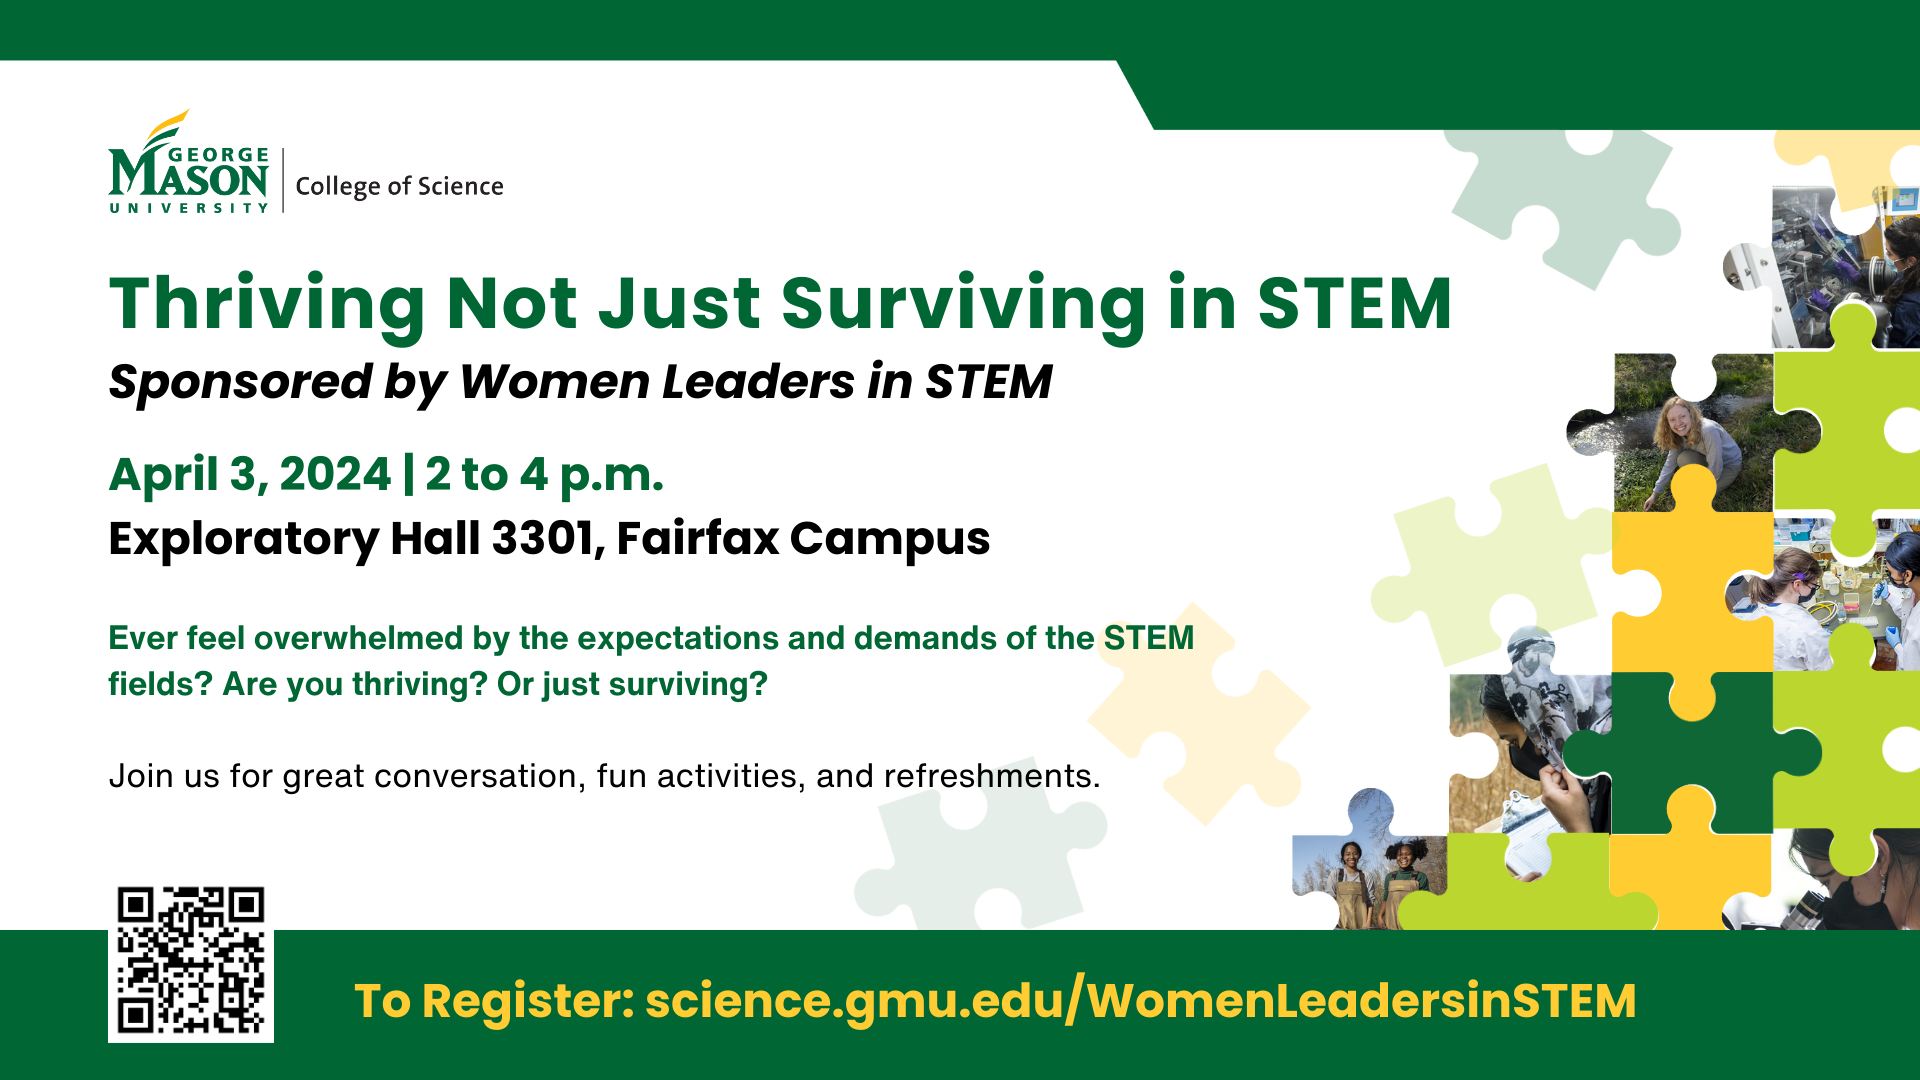 GEORGE
MASON
UNIVERSITY
College of Science
Thriving Not Just Surviving in STEM
Sponsored by Women Leaders in STEM
April 3, 2024 | 2 to 4 p.m.
Exploratory Hall 3301, Fairfax Campus
Ever feel overwhelmed by the expectations and demands of the STEM
fields? Are you thriving? Or just surviving?
Join us for great conversation, fun activities, and refreshments.
To Register: science.gmu.edu/WomenLeadersinSTEM